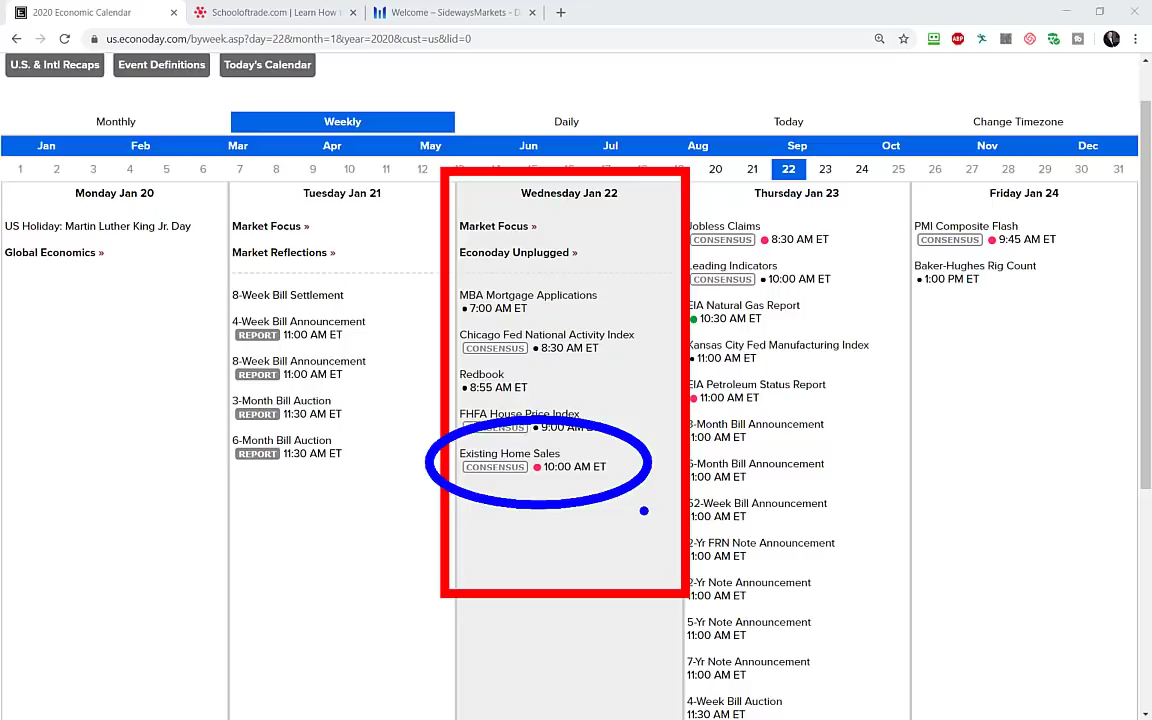 2020 Economic Calendar
Schooloftrade.com | Learn How
Welcome – SidewaysMarkets - D
us.econoday.com/byweek.asp?day=22&month=1&year=2020&cust=us&lid=0
U.S. & Intl Recaps
Event Definitions
Today's Calendar
Monthly
Weekly
Daily
Today
Change Timezone
Jan Feb Mar Apr May Jun Jul Aug Sep Oct Nov Dec
1 2 3 4 5 6 7 8 9 10 11 12 20 21 22 23 24 25 26 27 28 29 30 31
Monday Jan 20
US Holiday: Martin Luther King Jr. Day
Global Economics »
Tuesday Jan 21
Market Focus »
Market Reflections »
8-Week Bill Settlement
4-Week Bill Announcement
REPORT 11:00 AM ET
8-Week Bill Announcement
REPORT 11:00 AM ET
3-Month Bill Auction
REPORT 11:30 AM ET
6-Month Bill Auction
REPORT 11:30 AM ET
Wednesday Jan 22
Market Focus »
Econoday Unplugged »
MBA Mortgage Applications
7:00 AM ET
Chicago Fed National Activity Index
CONSENSUS 8:30 AM ET
Redbook
8:55 AM ET
FHFA House Price Index
CONSENSUS 9:00 AM ET
Existing Home Sales
CONSENSUS 10:00 AM ET
Thursday Jan 23
Jobless Claims
CONSENSUS 8:30 AM ET
Leading Indicators
CONSENSUS 10:00 AM ET
EIA Natural Gas Report
10:30 AM ET
Kansas City Fed Manufacturing Index
11:00 AM ET
EIA Petroleum Status Report
11:00 AM ET
3-Month Bill Announcement
11:00 AM ET
6-Month Bill Announcement
11:00 AM ET
52-Week Bill Announcement
11:00 AM ET
2-Yr FRN Note Announcement
11:00 AM ET
2-Yr Note Announcement
11:00 AM ET
5-Yr Note Announcement
11:00 AM ET
7-Yr Note Announcement
11:00 AM ET
4-Week Bill Auction
11:30 AM ET
Friday Jan 24
PMI Composite Flash
CONSENSUS 9:45 AM ET
Baker-Hughes Rig Count
1:00 PM ET